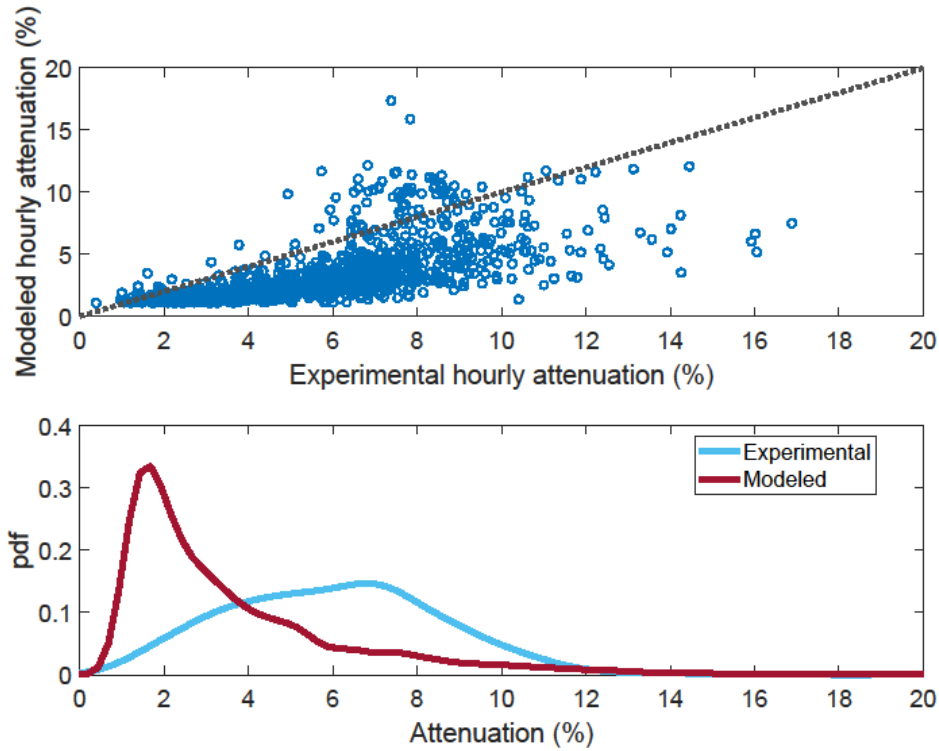 Modeled hourly attenuation (%)
20
15
10
5
0
0 2 4 6 8 10 12 14 16 18 20
Experimental hourly attenuation (%)
pdf
0.4
0.3
0.2
0.1
0
Experimental
Modeled
0 2 4 6 8 10 12 14 16 18 20
Attenuation (%)